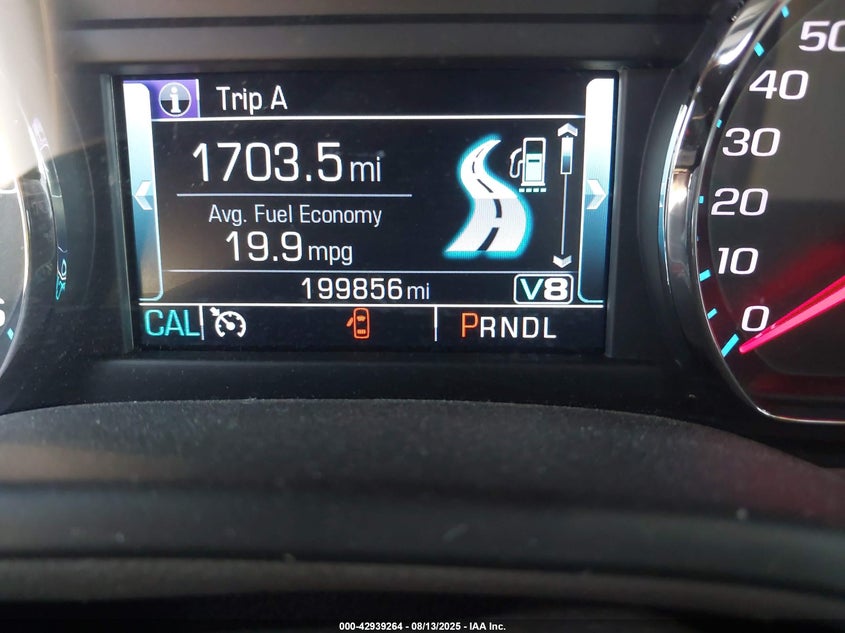 Trip A
1703.5 mi
Avg. Fuel Economy
19.9 mpg
199856 mi V8
CAL PRNDL
50
40
30
20
10
0
000-42939264 - 08/13/2025 - IAA Inc.